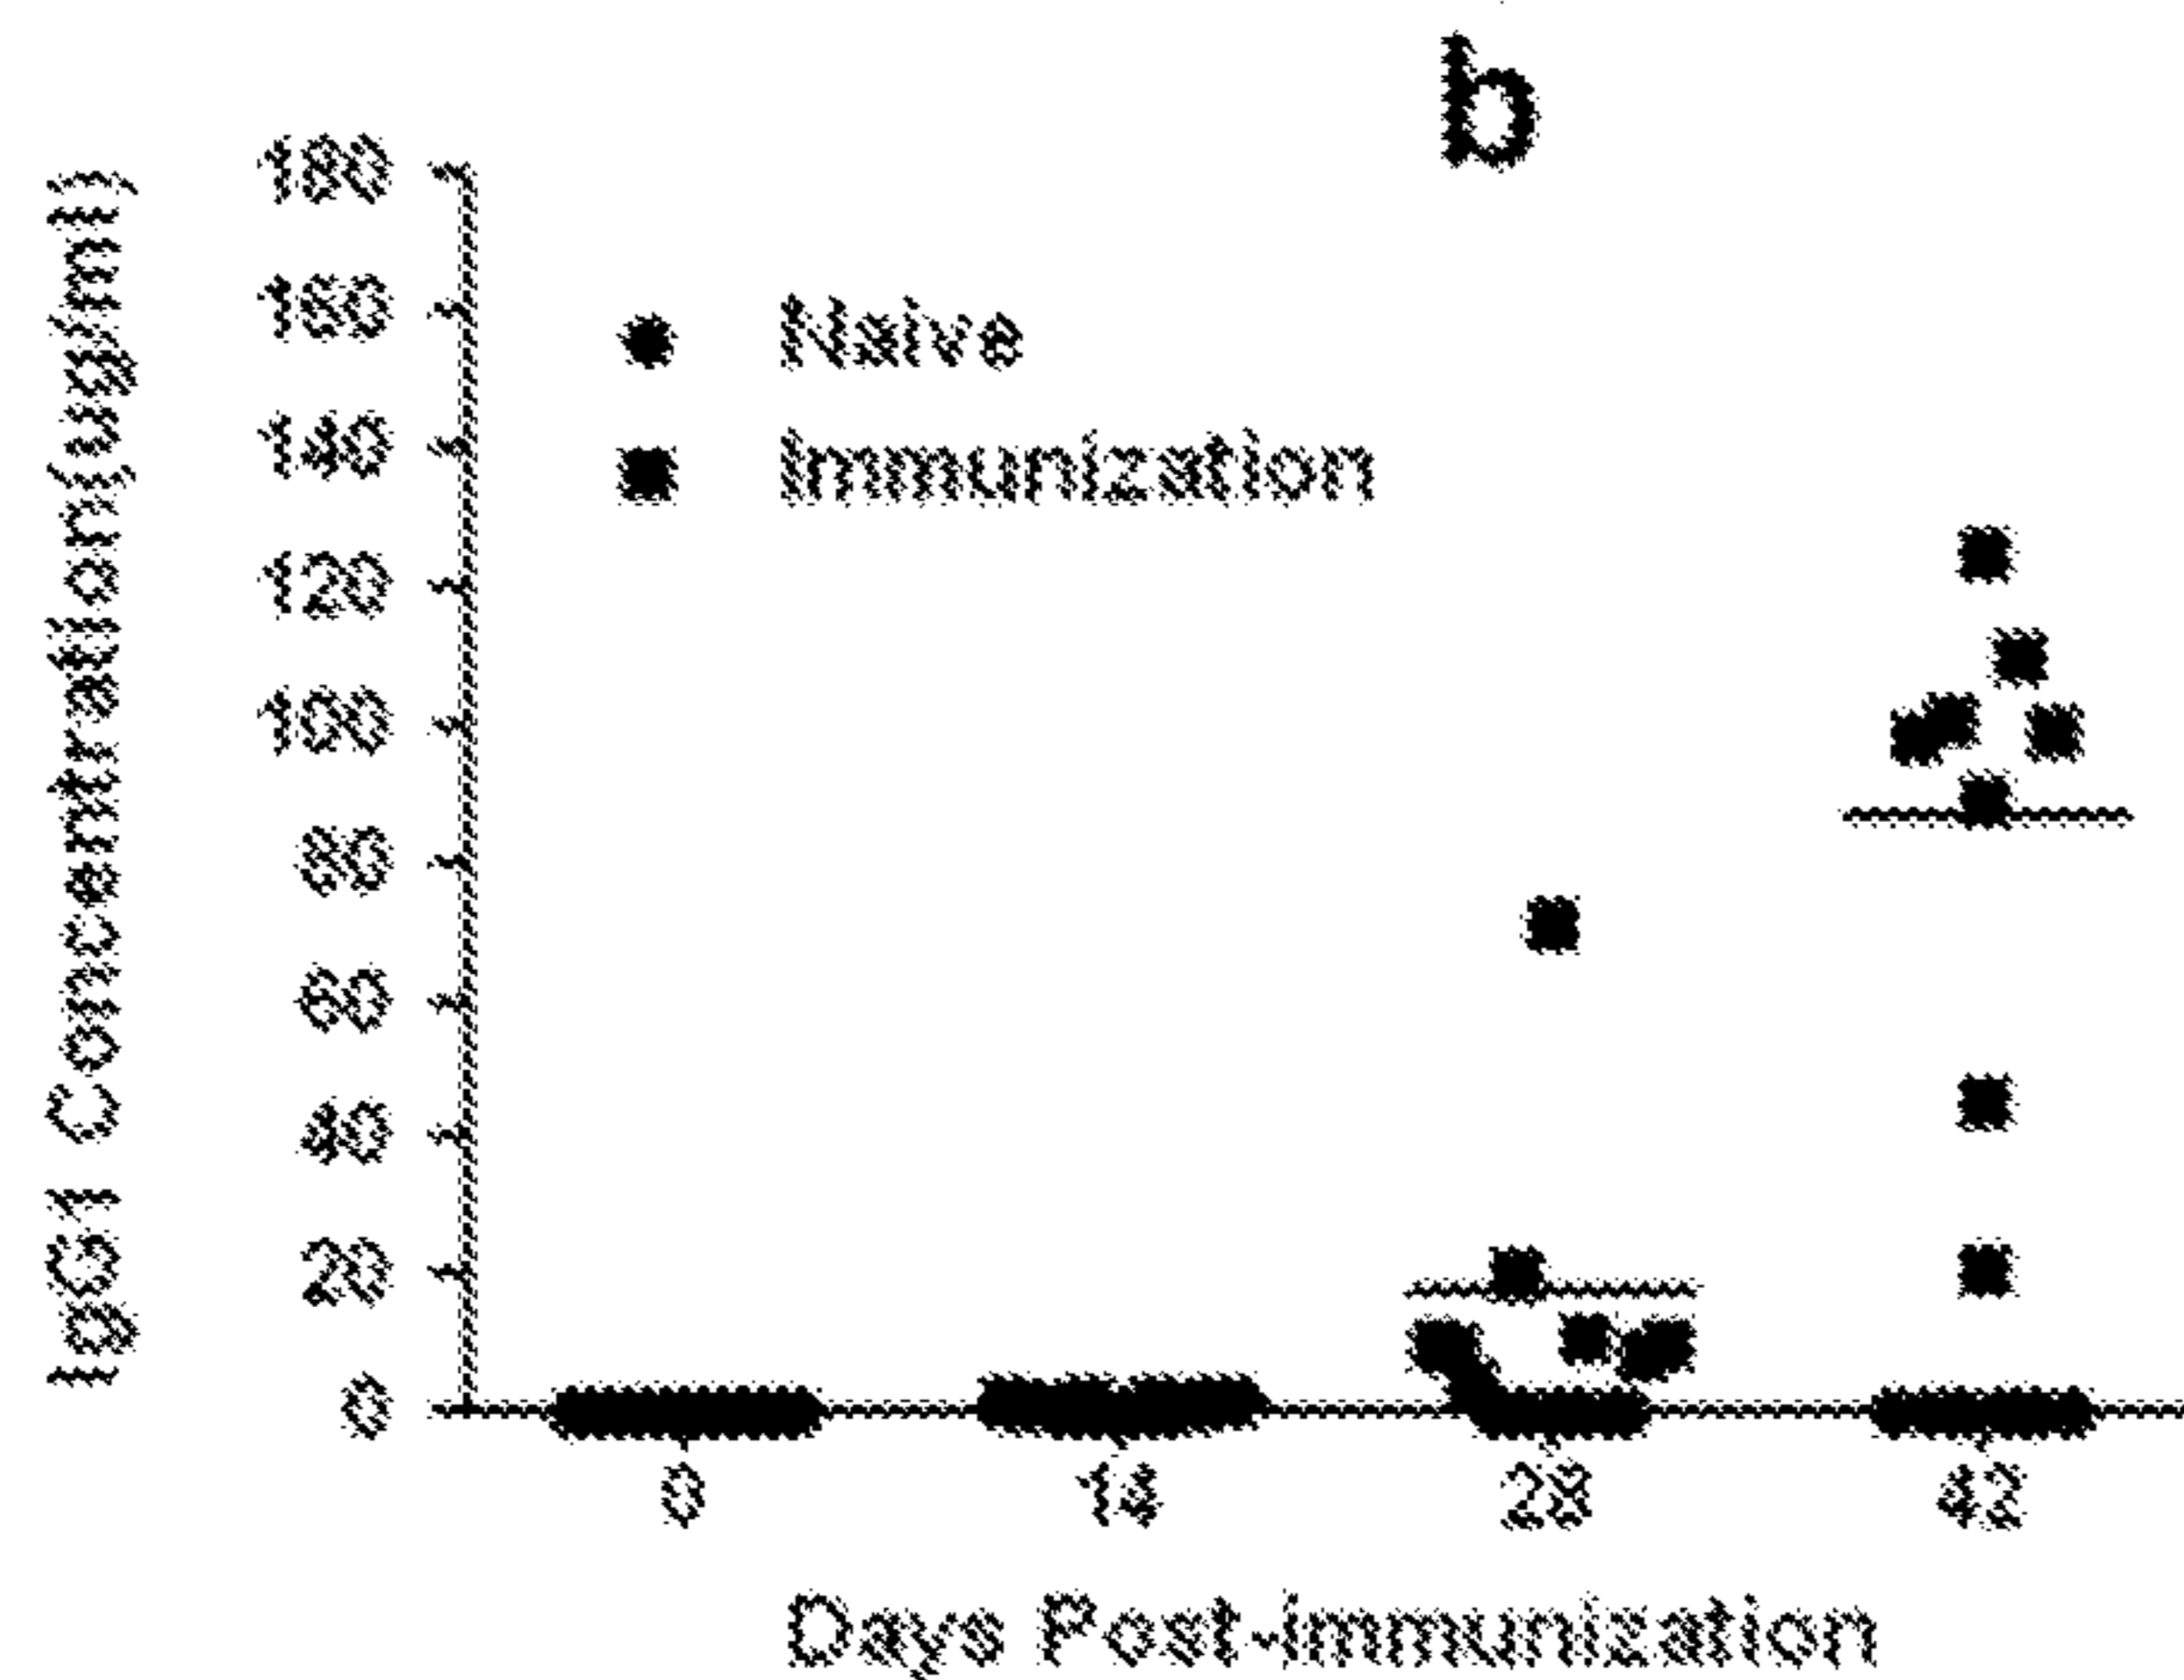 b
IgG1 Concentration(ug/ml)
180
160
140
120
100
80
60
40
20
0
Naive
Immunization
0 14 28 42
Days Post-immunization